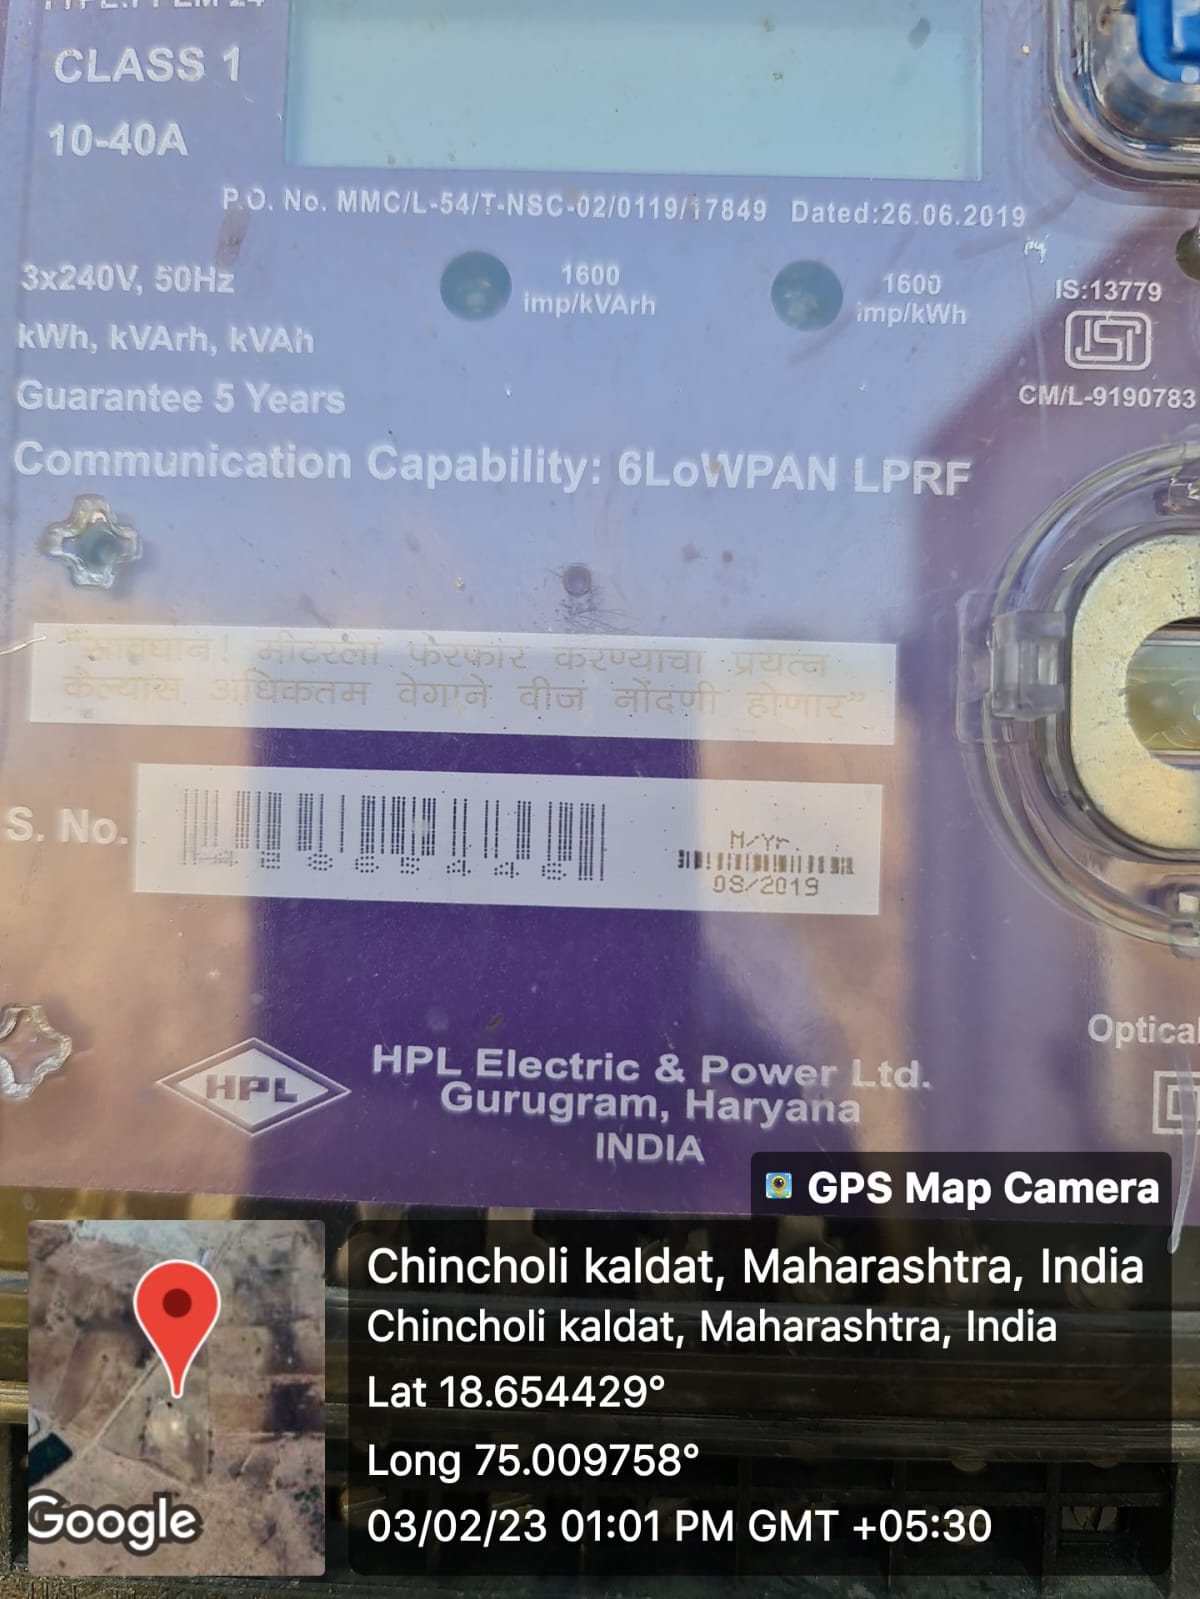 CLASS 1
10-40A
P.O. No. MMC/L-54/T-NSC-02/0119/17849 Dated:26.06.2019
3x240V, 50Hz
1600
imp/kVArh
1600
imp/kWh
IS:13779
ISI
kWh, kVArh, kVAh
CM/L-9190783
Guarantee 5 Years
Communication Capability: 6LoWPAN LPRF
"सावधान! मीटरला फेरफार करण्याचा प्रयत्न
केल्यास अधिकतम वेगाने वीज नोंदणी होणार"
S. No.
M/Yr.
08/2019
Optical
HPL
HPL Electric & Power Ltd.
Gurugram, Haryana
INDIA
GPS Map Camera
Chincholi kaldat, Maharashtra, India
Chincholi kaldat, Maharashtra, India
Lat 18.654429°
Long 75.009758°
03/02/23 01:01 PM GMT +05:30
Google